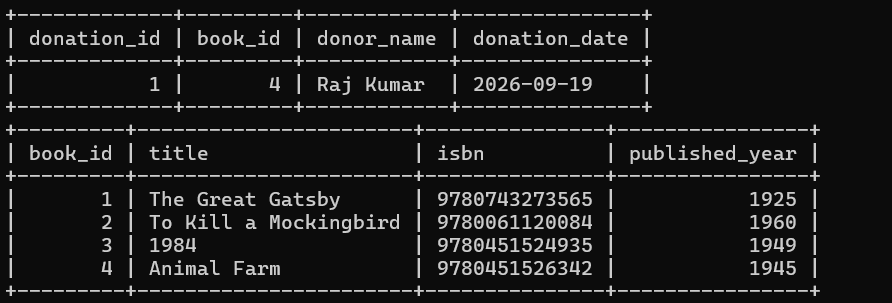 +-------------+---------+------------+---------------+
| donation_id | book_id | donor_name | donation_date |
+-------------+---------+------------+---------------+
|           1 |       4 | Raj Kumar  | 2026-09-19    |
+-------------+---------+------------+---------------+
+---------+-----------------------+---------------+----------------+
| book_id | title                 | isbn          | published_year |
+---------+-----------------------+---------------+----------------+
|       1 | The Great Gatsby      | 9780743273565 |           1925 |
|       2 | To Kill a Mockingbird | 9780061120084 |           1960 |
|       3 | 1984                  | 9780451524935 |           1949 |
|       4 | Animal Farm           | 9780451526342 |           1945 |
+---------+-----------------------+---------------+----------------+